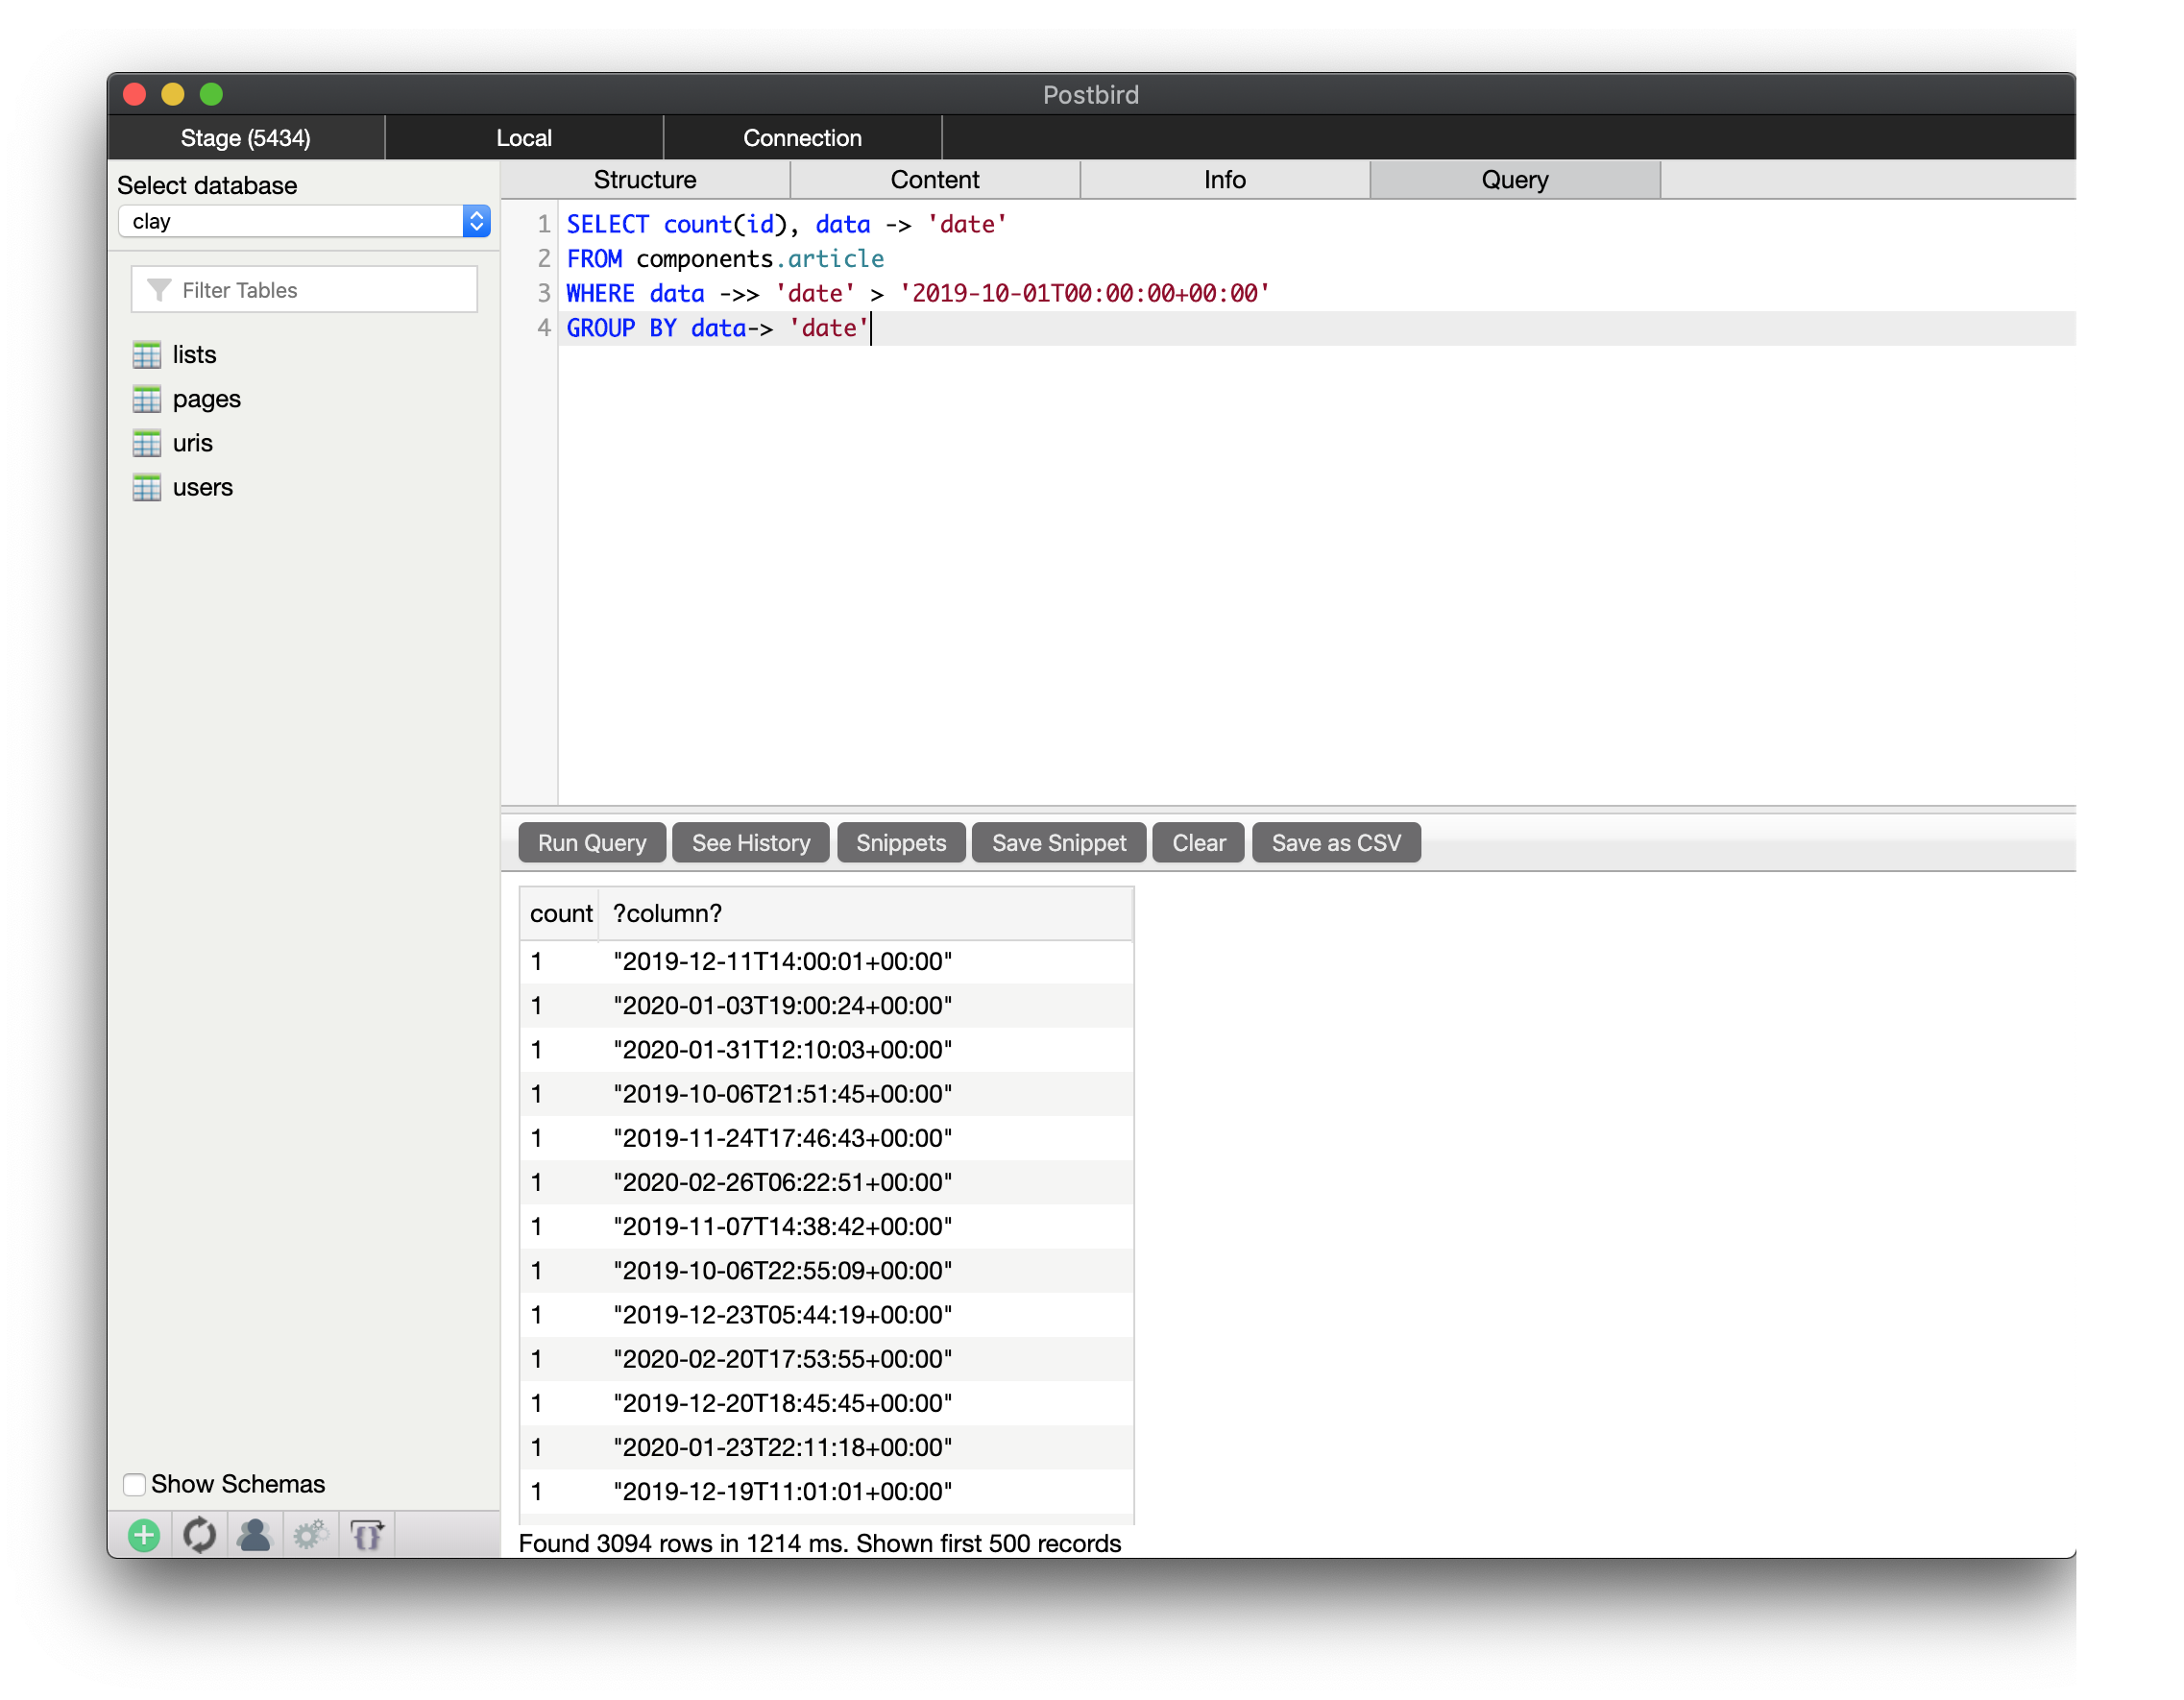 Postbird
Stage (5434) Local Connection
Select database
clay
Filter Tables
lists
pages
uris
users
Show Schemas
Structure Content Info Query
1 SELECT count(id), data -> 'date'
2 FROM components.article
3 WHERE data ->> 'date' > '2019-10-01T00:00:00+00:00'
4 GROUP BY data-> 'date'
Run Query See History Snippets Save Snippet Clear Save as CSV
count ?column?
1 "2019-12-11T14:00:01+00:00"
1 "2020-01-03T19:00:24+00:00"
1 "2020-01-31T12:10:03+00:00"
1 "2019-10-06T21:51:45+00:00"
1 "2019-11-24T17:46:43+00:00"
1 "2020-02-26T06:22:51+00:00"
1 "2019-11-07T14:38:42+00:00"
1 "2019-10-06T22:55:09+00:00"
1 "2019-12-23T05:44:19+00:00"
1 "2020-02-20T17:53:55+00:00"
1 "2019-12-20T18:45:45+00:00"
1 "2020-01-23T22:11:18+00:00"
1 "2019-12-19T11:01:01+00:00"
Found 3094 rows in 1214 ms. Shown first 500 records